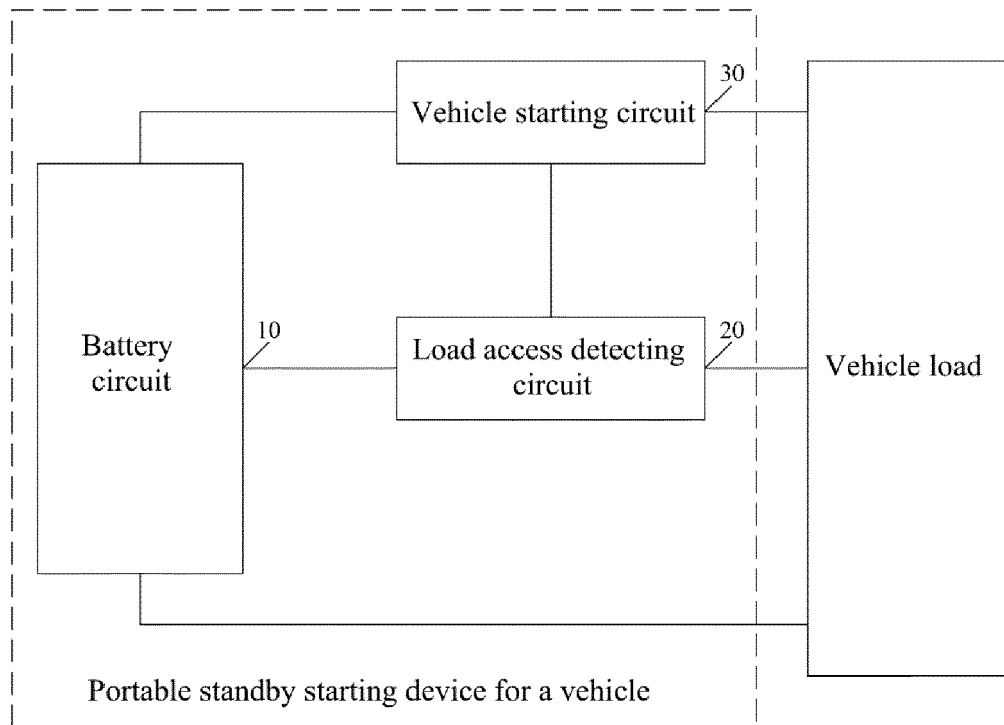 30
Vehicle starting circuit
Battery
circuit
10
Load access detecting
circuit
20
Vehicle load
Portable standby starting device for a vehicle